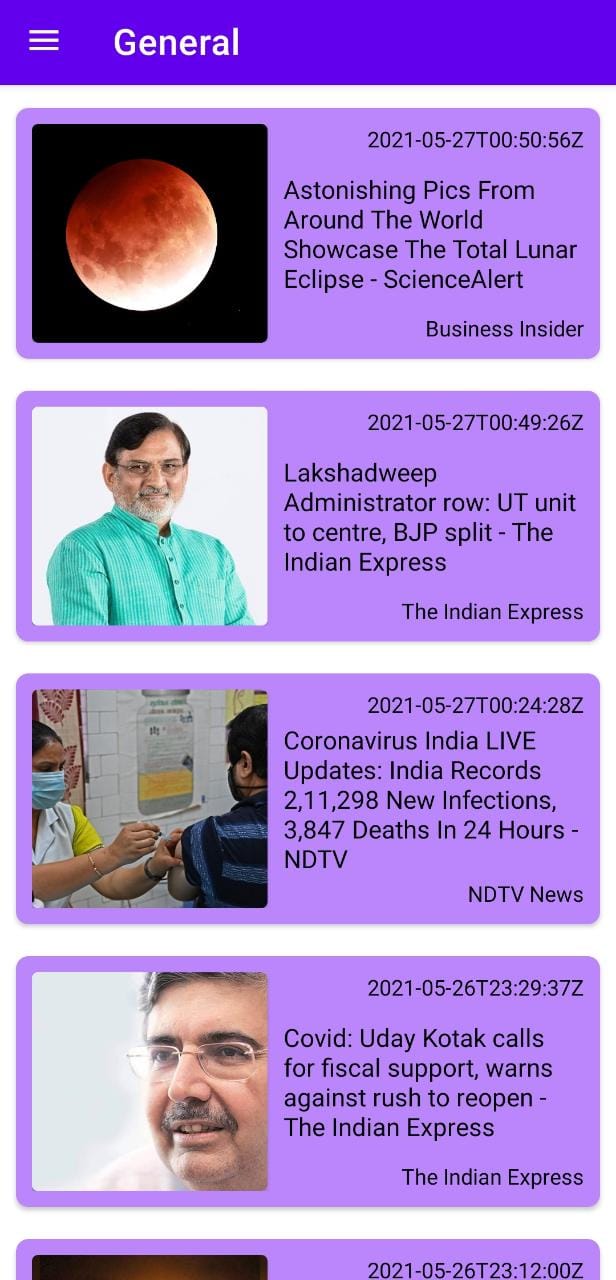 General
2021-05-27T00:50:56Z
Astonishing Pics From
Around The World
Showcase The Total Lunar
Eclipse - ScienceAlert
Business Insider
2021-05-27T00:49:26Z
Lakshadweep
Administrator row: UT unit
to centre, BJP split - The
Indian Express
The Indian Express
2021-05-27T00:24:28Z
Coronavirus India LIVE
Updates: India Records
2,11,298 New Infections,
3,847 Deaths In 24 Hours -
NDTV
NDTV News
2021-05-26T23:29:37Z
Covid: Uday Kotak calls
for fiscal support, warns
against rush to reopen -
The Indian Express
The Indian Express
2021-05-26T23:12:00Z